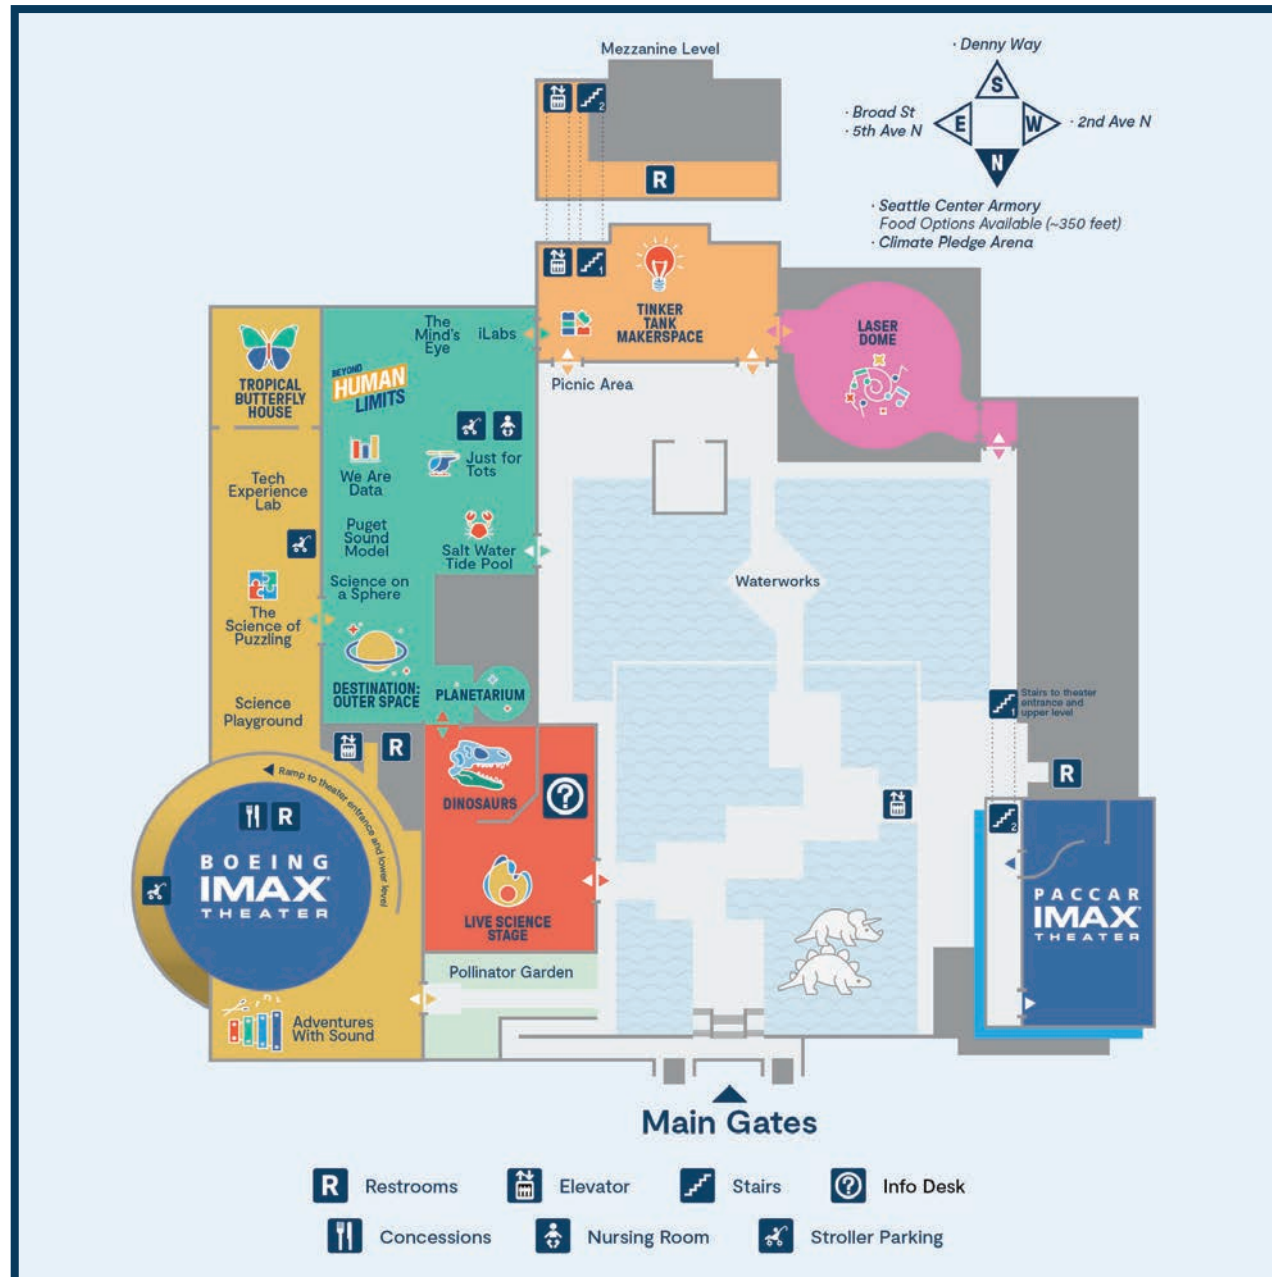 Mezzanine Level
· Denny Way
S
· Broad St
· 5th Ave N
E
W
· 2nd Ave N
N
· Seattle Center Armory
Food Options Available (~350 feet)
· Climate Pledge Arena
2
R
1
TINKER
TANK
MAKERSPACE
The
Mind's
Eye
iLabs
LASER
DOME
TROPICAL
BUTTERFLY
HOUSE
BEYOND
HUMAN
LIMITS
Picnic Area
Tech
Experience
Lab
We Are
Data
Just for
Tots
Puget
Sound
Model
Salt Water
Tide Pool
Science on
a Sphere
Waterworks
The
Science of
Puzzling
DESTINATION:
OUTER SPACE
PLANETARIUM
Science
Playground
Stairs to theater
entrance and
upper level
1
R
R
Ramp to theater entrance and lower level
DINOSAURS
?
R
2
BOEING
IMAX®
THEATER
LIVE SCIENCE
STAGE
PACCAR
IMAX®
THEATER
Pollinator Garden
Adventures
With Sound
Main Gates
R Restrooms
Elevator
Stairs
? Info Desk
Concessions
Nursing Room
Stroller Parking